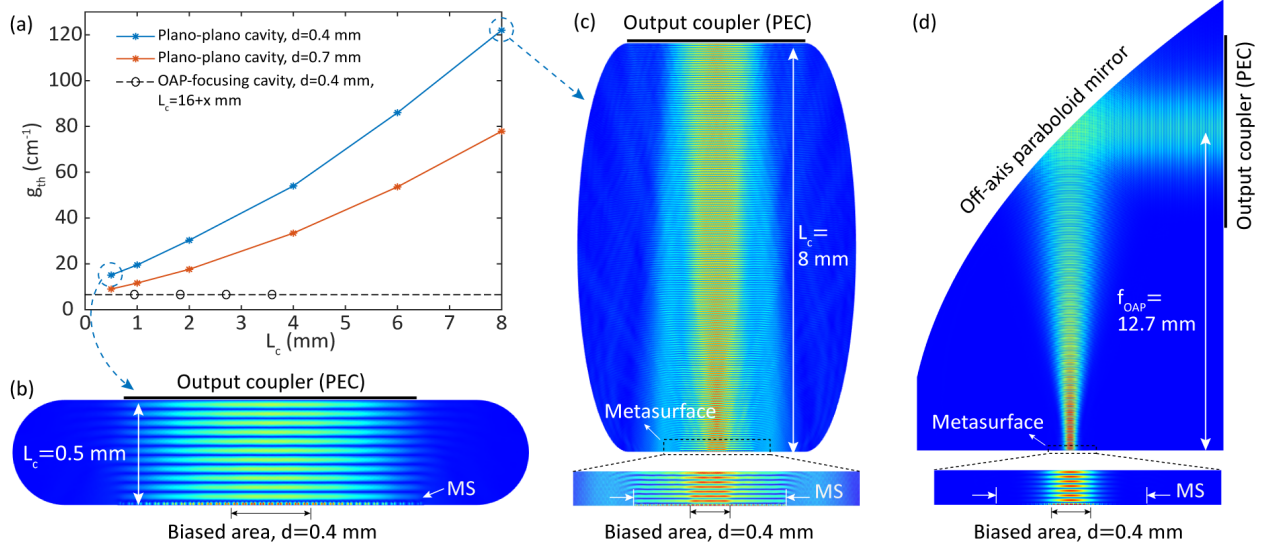 (a)
120
100
80
60
40
20
0
g_th (cm⁻¹)
Plano-plano cavity, d=0.4 mm
Plano-plano cavity, d=0.7 mm
OAP-focusing cavity, d=0.4 mm,
L_c=16+x mm
0 1 2 3 4 5 6 7 8
L_c (mm)
(b)
Output coupler (PEC)
L_c=0.5 mm
MS
Biased area, d=0.4 mm
(c)
Output coupler (PEC)
L_c=
8 mm
Metasurface
MS
Biased area, d=0.4 mm
(d)
Off-axis paraboloid mirror
Output coupler (PEC)
f_OAP=
12.7 mm
Metasurface
MS
Biased area, d=0.4 mm